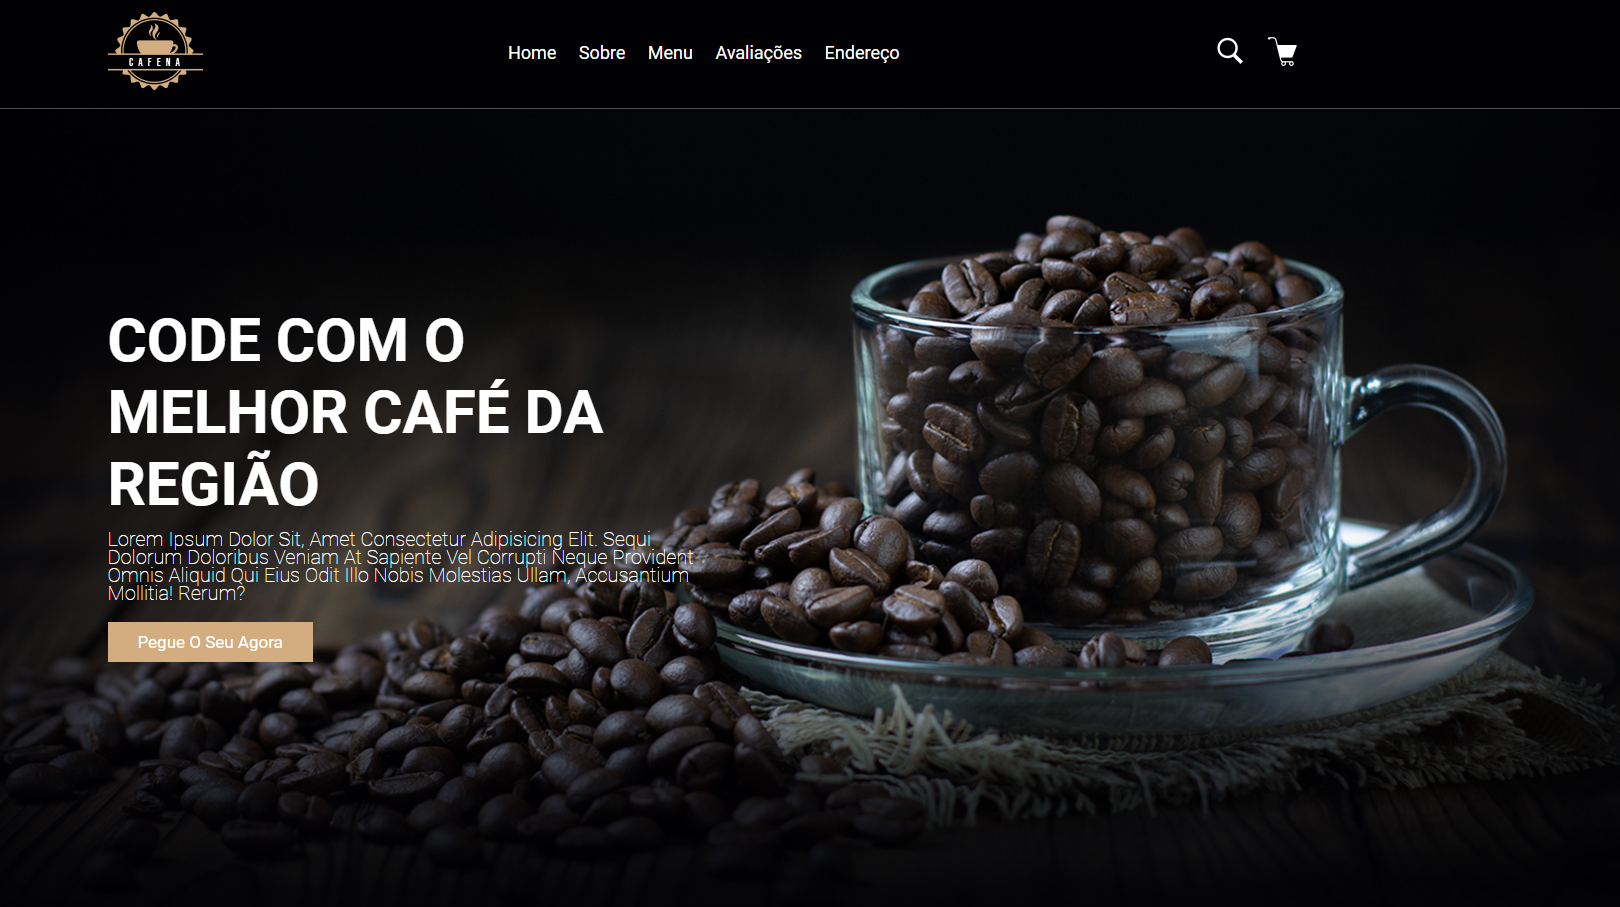 CAFENA
Home Sobre Menu Avaliações Endereço
CODE COM O
MELHOR CAFÉ DA
REGIÃO
Lorem Ipsum Dolor Sit, Amet Consectetur Adipisicing Elit. Sequi
Dolorum Doloribus Veniam At Sapiente Vel Corrupti Neque Provident
Omnis Aliquid Qui Eius Odit Illo Nobis Molestias Ullam, Accusantium
Mollitia! Rerum?
Pegue O Seu Agora